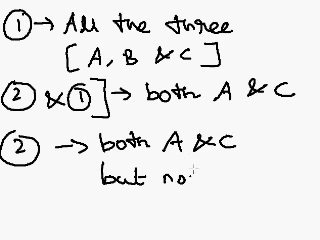 ① → All the three
[A, B & C]
② & ①] → both A & C
② → both A & C
but no